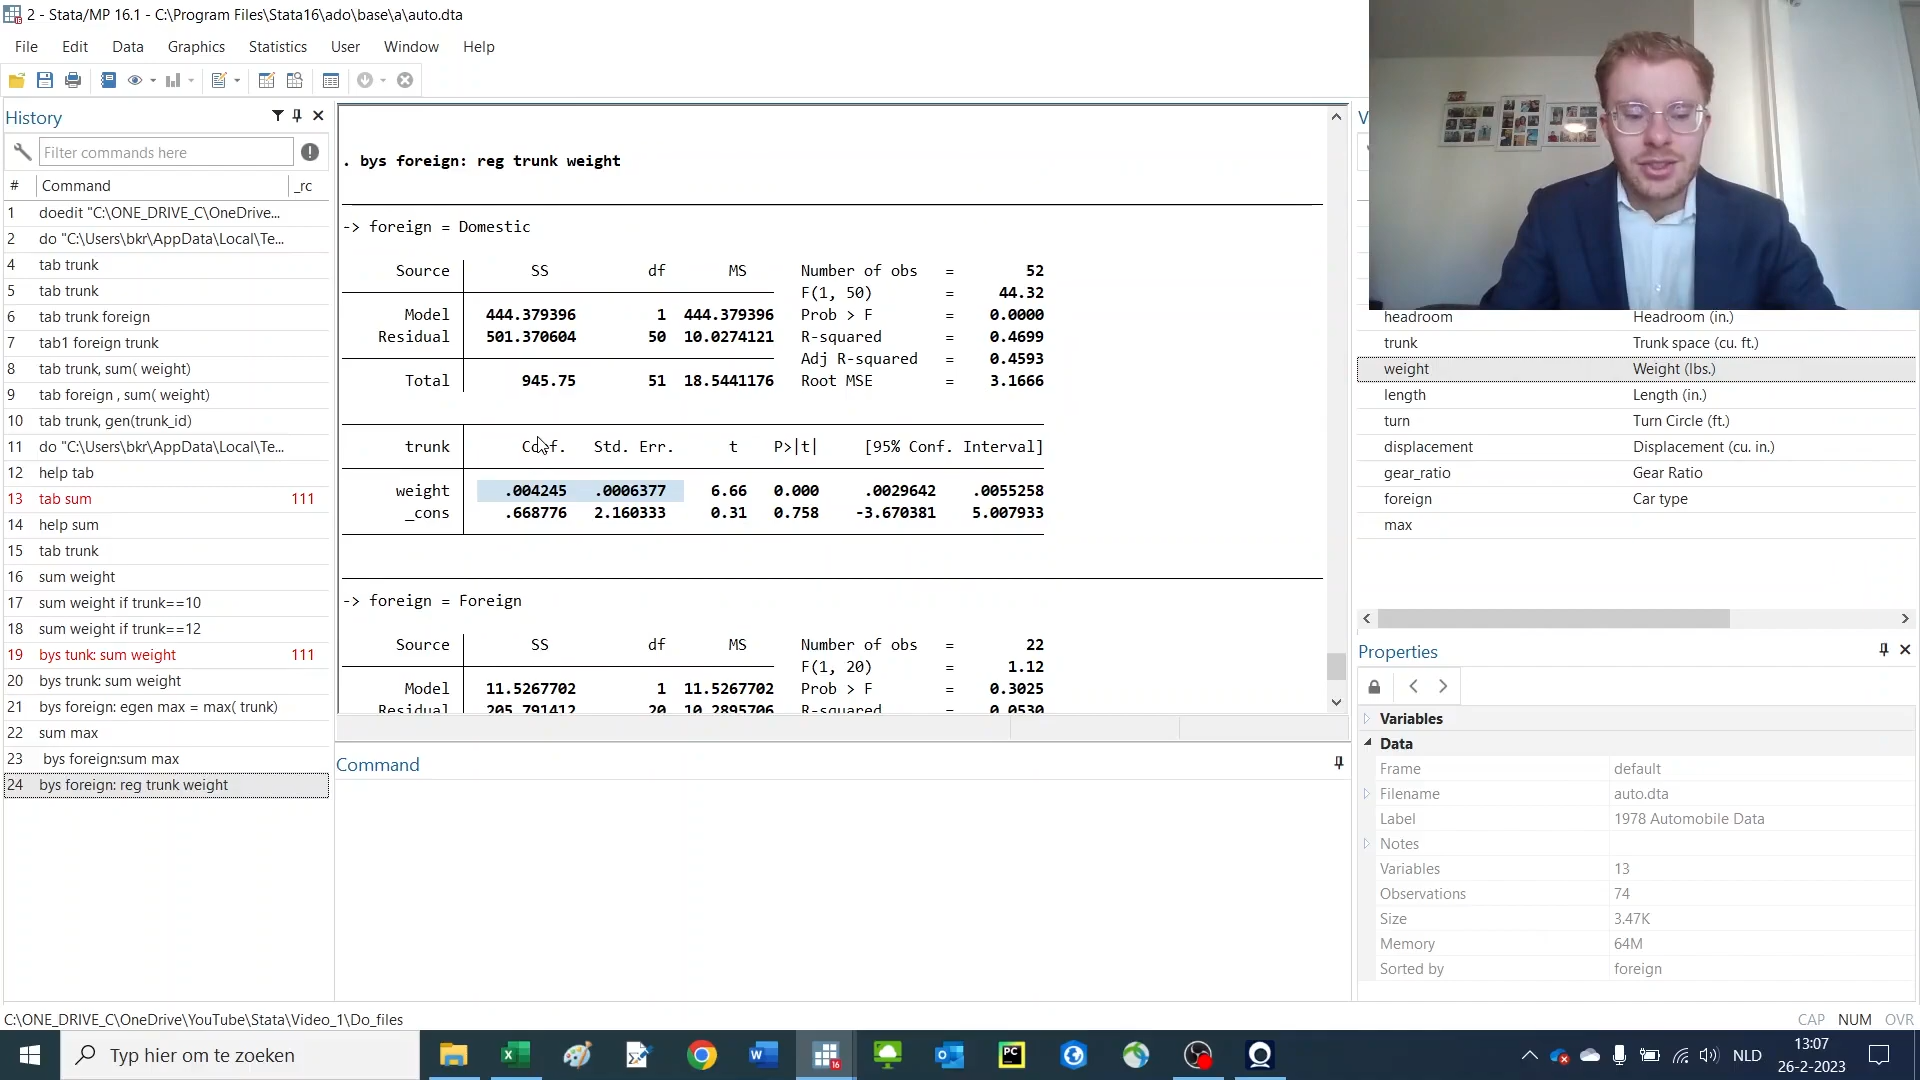 2 - Stata/MP 16.1 - C:\Program Files\Stata16\ado\base\a\auto.dta
File Edit Data Graphics Statistics User Window Help
History
Filter commands here
# Command _rc
1 doedit "C:\ONE_DRIVE_C\OneDrive...
2 do "C:\Users\bkr\AppData\Local\Te...
4 tab trunk
5 tab trunk
6 tab trunk foreign
7 tab1 foreign trunk
8 tab trunk, sum( weight)
9 tab foreign , sum( weight)
10 tab trunk, gen(trunk_id)
11 do "C:\Users\bkr\AppData\Local\Te...
12 help tab
13 tab sum 111
14 help sum
15 tab trunk
16 sum weight
17 sum weight if trunk==10
18 sum weight if trunk==12
19 bys tunk: sum weight 111
20 bys trunk: sum weight
21 bys foreign: egen max = max( trunk)
22 sum max
23 bys foreign:sum max
24 bys foreign: reg trunk weight
. bys foreign: reg trunk weight
-> foreign = Domestic
Source SS df MS Number of obs = 52
F(1, 50) = 44.32
Model 444.379396 1 444.379396 Prob > F = 0.0000
Residual 501.370604 50 10.0274121 R-squared = 0.4699
Adj R-squared = 0.4593
Total 945.75 51 18.5441176 Root MSE = 3.1666
trunk Coef. Std. Err. t P>|t| [95% Conf. Interval]
weight .004245 .0006377 6.66 0.000 .0029642 .0055258
_cons .668776 2.160333 0.31 0.758 -3.670381 5.007933
-> foreign = Foreign
Source SS df MS Number of obs = 22
F(1, 20) = 1.12
Model 11.5267702 1 11.5267702 Prob > F = 0.3025
Residual 205.791412 20 10.2895706 R-squared = 0.0530
Command
V
headroom Headroom (in.)
trunk Trunk space (cu. ft.)
weight Weight (lbs.)
length Length (in.)
turn Turn Circle (ft.)
displacement Displacement (cu. in.)
gear_ratio Gear Ratio
foreign Car type
max
Properties
Variables
Data
Frame default
Filename auto.dta
Label 1978 Automobile Data
Notes
Variables 13
Observations 74
Size 3.47K
Memory 64M
Sorted by foreign
C:\ONE_DRIVE_C\OneDrive\YouTube\Stata\Video_1\Do_files
CAP NUM OVR
Typ hier om te zoeken
16
PC
NLD
13:07
26-2-2023